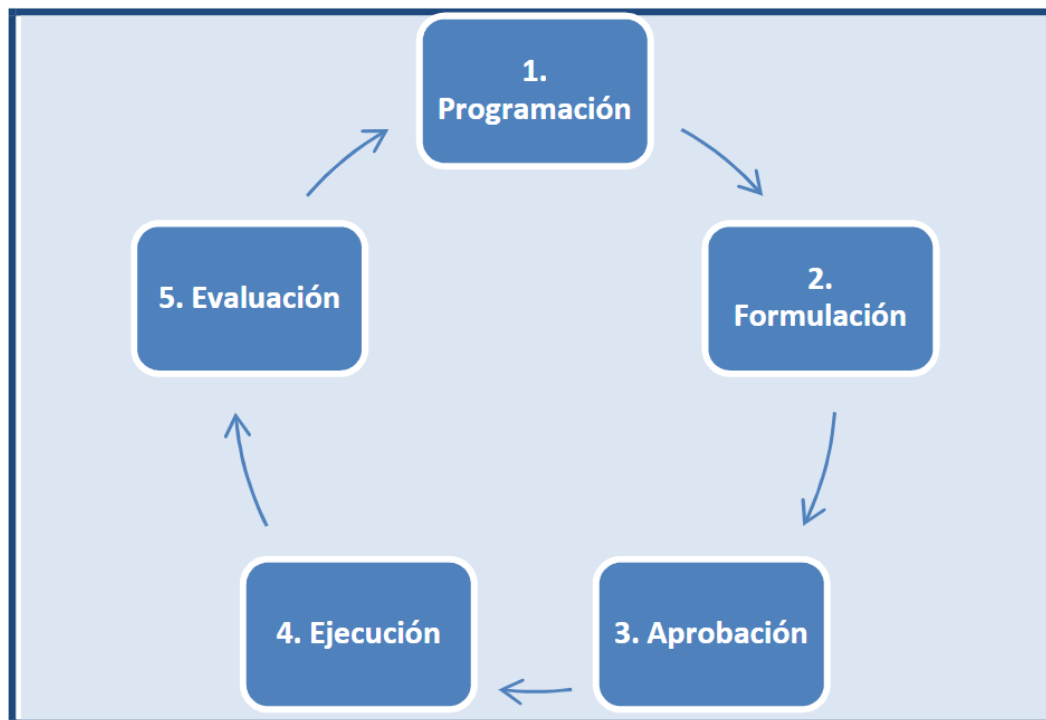 1.
Programación
2.
Formulación
3. Aprobación
4. Ejecución
5. Evaluación